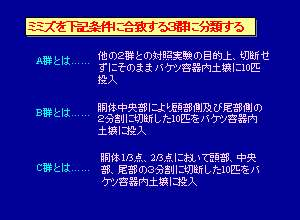 ミミズを下記条件に合致する3群に分類する
A群とは…… 他の2群との対照実験の目的上、切断せ
ずにそのままバケツ容器内土壌に10匹
投入
B群とは…… 胴体中央部により頭側及び尾部側の
2分割に切断した10匹をバケツ容器内土
壌に投入
C群とは…… 胴体1/3点、2/3点において頭部、中央
部、尾部の3分割に切断した10匹をバケ
ツ容器内土壌に投入